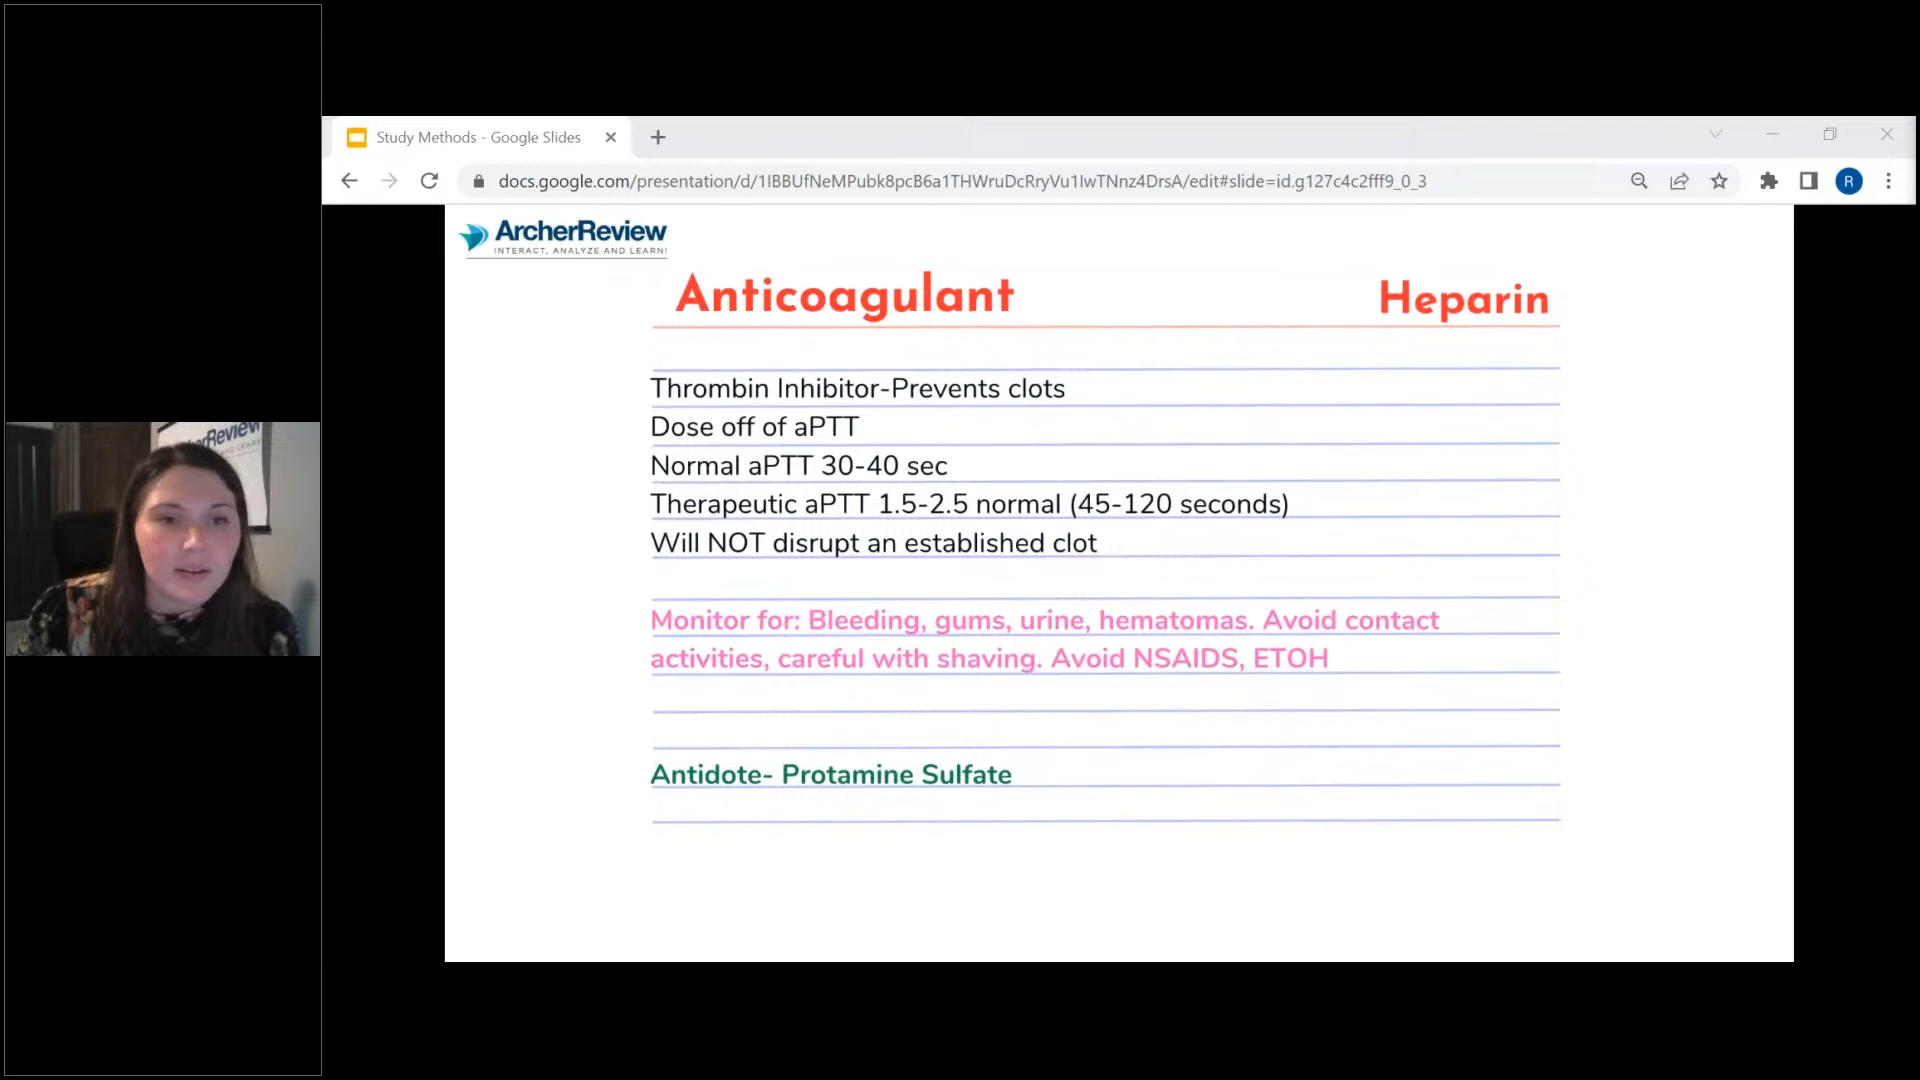 Study Methods - Google Slides
docs.google.com/presentation/d/1IBBUfNeMPubk8pcB6a1THWruDcRryVu1IwTNnz4DrsA/edit#slide=id.g127c4c2fff9_0_3
R
ArcherReview
INTERACT, ANALYZE AND LEARN!
Anticoagulant Heparin
Thrombin Inhibitor-Prevents clots
Dose off of aPTT
Normal aPTT 30-40 sec
Therapeutic aPTT 1.5-2.5 normal (45-120 seconds)
Will NOT disrupt an established clot
Monitor for: Bleeding, gums, urine, hematomas. Avoid contact
activities, careful with shaving. Avoid NSAIDS, ETOH
Antidote- Protamine Sulfate